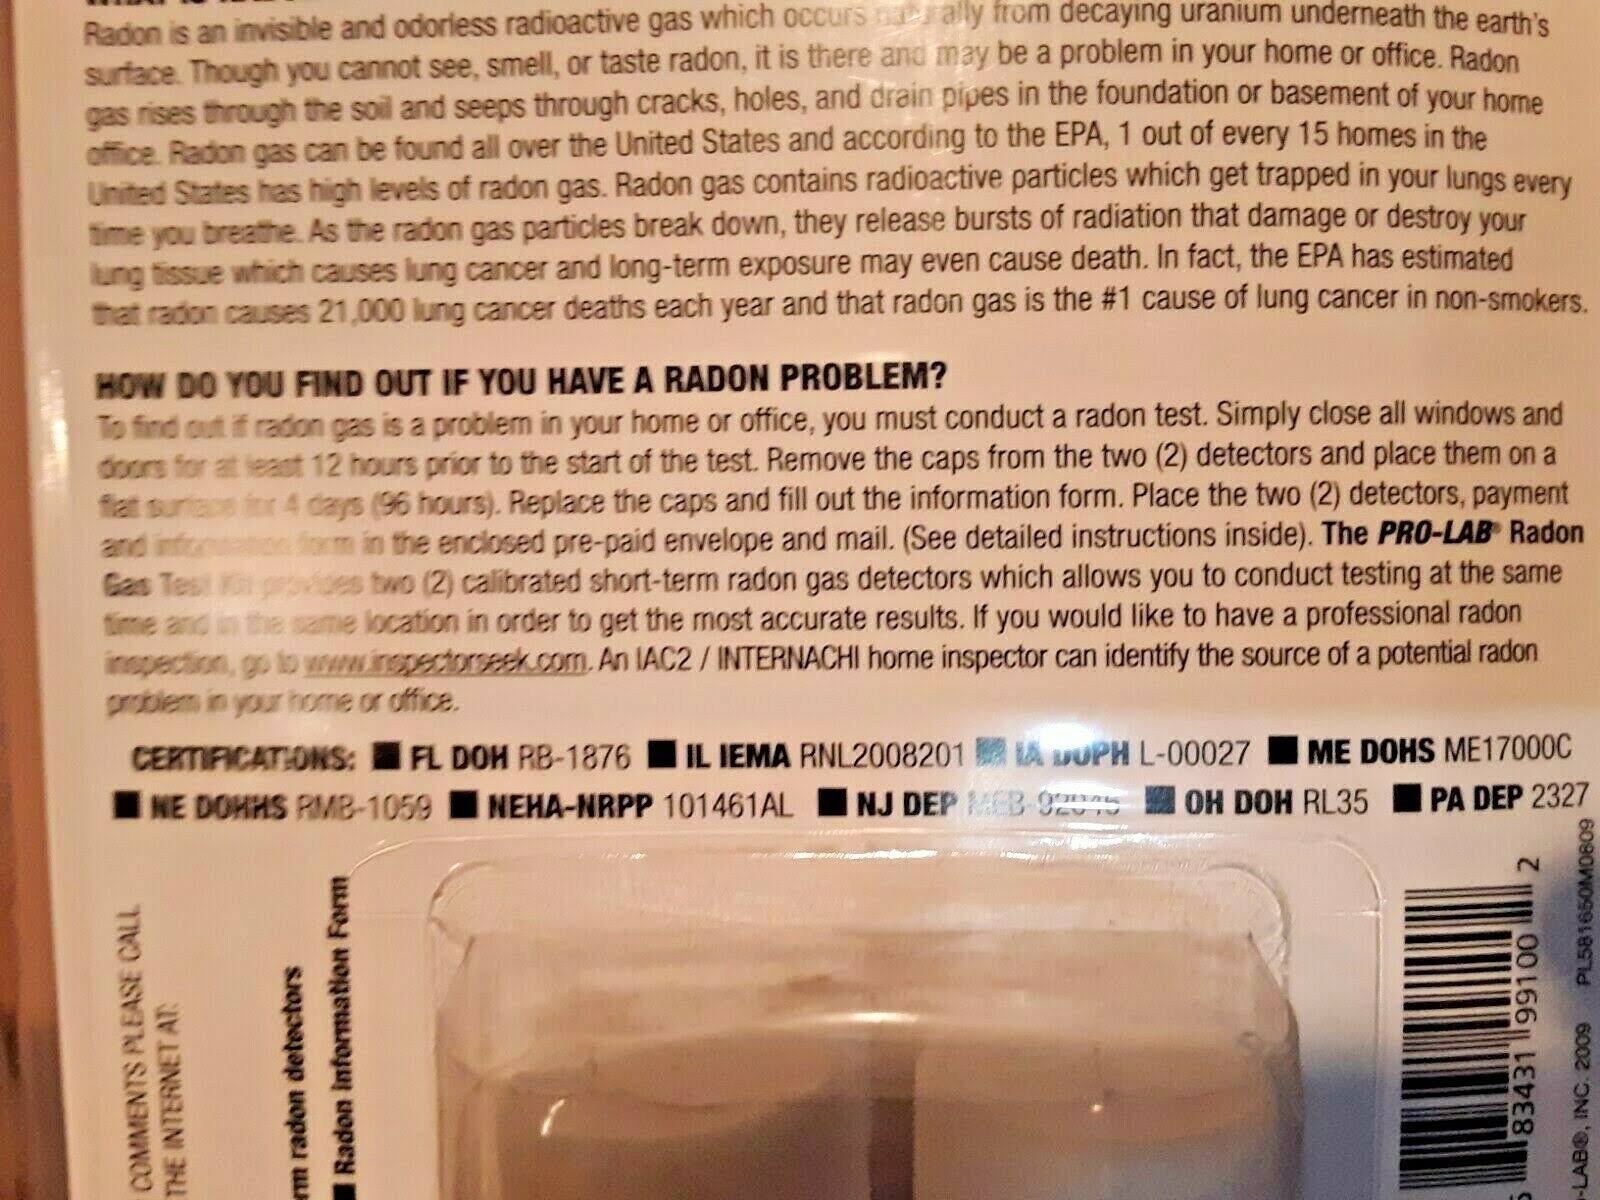 Radon is an invisible and odorless radioactive gas which occurs naturally from decaying uranium underneath the earth's
surface. Though you cannot see, smell, or taste radon, it is there and may be a problem in your home or office. Radon
gas rises through the soil and seeps through cracks, holes, and drain pipes in the foundation or basement of your home
office. Radon gas can be found all over the United States and according to the EPA, 1 out of every 15 homes in the
United States has high levels of radon gas. Radon gas contains radioactive particles which get trapped in your lungs every
time you breathe. As the radon gas particles break down, they release bursts of radiation that damage or destroy your
lung tissue which causes lung cancer and long-term exposure may even cause death. In fact, the EPA has estimated
that radon causes 21,000 lung cancer deaths each year and that radon gas is the #1 cause of lung cancer in non-smokers.
HOW DO YOU FIND OUT IF YOU HAVE A RADON PROBLEM?
To find out if radon gas is a problem in your home or office, you must conduct a radon test. Simply close all windows and
doors for at least 12 hours prior to the start of the test. Remove the caps from the two (2) detectors and place them on a
flat surface for 4 days (96 hours). Replace the caps and fill out the information form. Place the two (2) detectors, payment
and information form in the enclosed pre-paid envelope and mail. (See detailed instructions inside). The PRO-LAB® Radon
Gas Test Kit provides two (2) calibrated short-term radon gas detectors which allows you to conduct testing at the same
time and in the same location in order to get the most accurate results. If you would like to have a professional radon
inspection, go to www.inspectorseek.com. An IAC2 / INTERNACHI home inspector can identify the source of a potential radon
problem in your home or office.
CERTIFICATIONS: ■ FL DOH RB-1876 ■ IL IEMA RNL2008201 ■ IA DOPH L-00027 ■ ME DOHS ME17000C
■ NE DOHHS RMB-1059 ■ NEHA-NRPP 101461AL ■ NJ DEP MEB-92045 ■ OH DOH RL35 ■ PA DEP 2327
COMMENTS PLEASE CALL
THE INTERNET AT:
radon detectors
■ Radon Information Form
83431 99100 2
-LAB®, INC. 2009 PL581650M0809